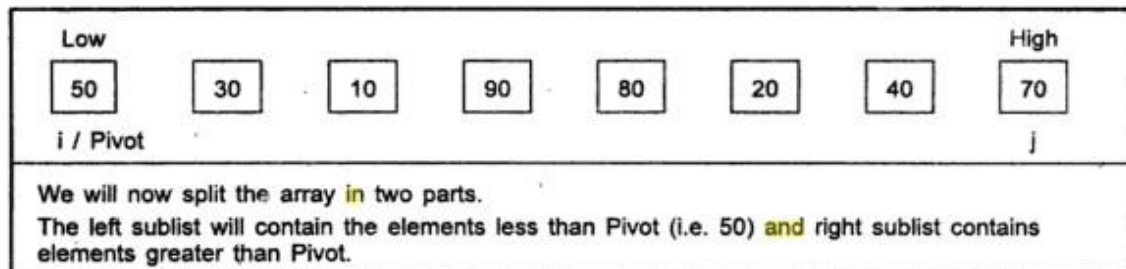 Low High
50 30 10 90 80 20 40 70
i / Pivot j
We will now split the array in two parts.
The left sublist will contain the elements less than Pivot (i.e. 50) and right sublist contains
elements greater than Pivot.